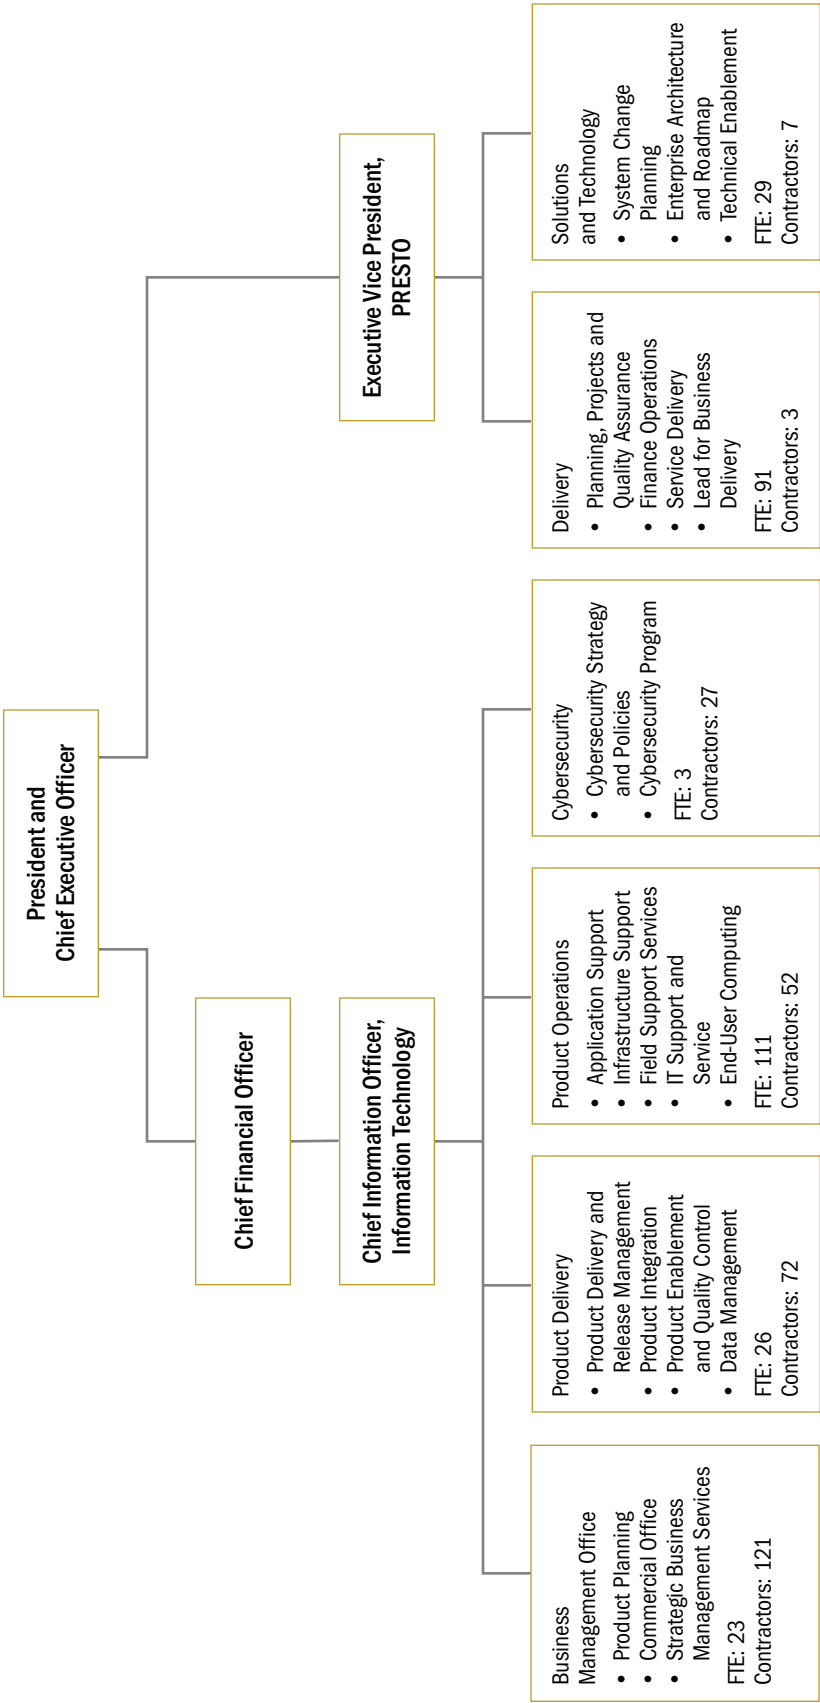 President and
Chief Executive Officer
Chief Financial Officer
Chief Information Officer,
Information Technology
Executive Vice President,
PRESTO
Business
Management Office
• Product Planning
• Commercial Office
• Strategic Business
Management Services
FTE: 23
Contractors: 121
Product Delivery
• Product Delivery and
Release Management
• Product Integration
• Product Enablement
and Quality Control
• Data Management
FTE: 26
Contractors: 72
Product Operations
• Application Support
• Infrastructure Support
• Field Support Services
• IT Support and
Service
• End-User Computing
FTE: 111
Contractors: 52
Cybersecurity
• Cybersecurity Strategy
and Policies
• Cybersecurity Program
FTE: 3
Contractors: 27
Delivery
• Planning, Projects and
Quality Assurance
• Finance Operations
• Service Delivery
• Lead for Business
Delivery
FTE: 91
Contractors: 3
Solutions
and Technology
• System Change
Planning
• Enterprise Architecture
and Roadmap
• Technical Enablement
FTE: 29
Contractors: 7